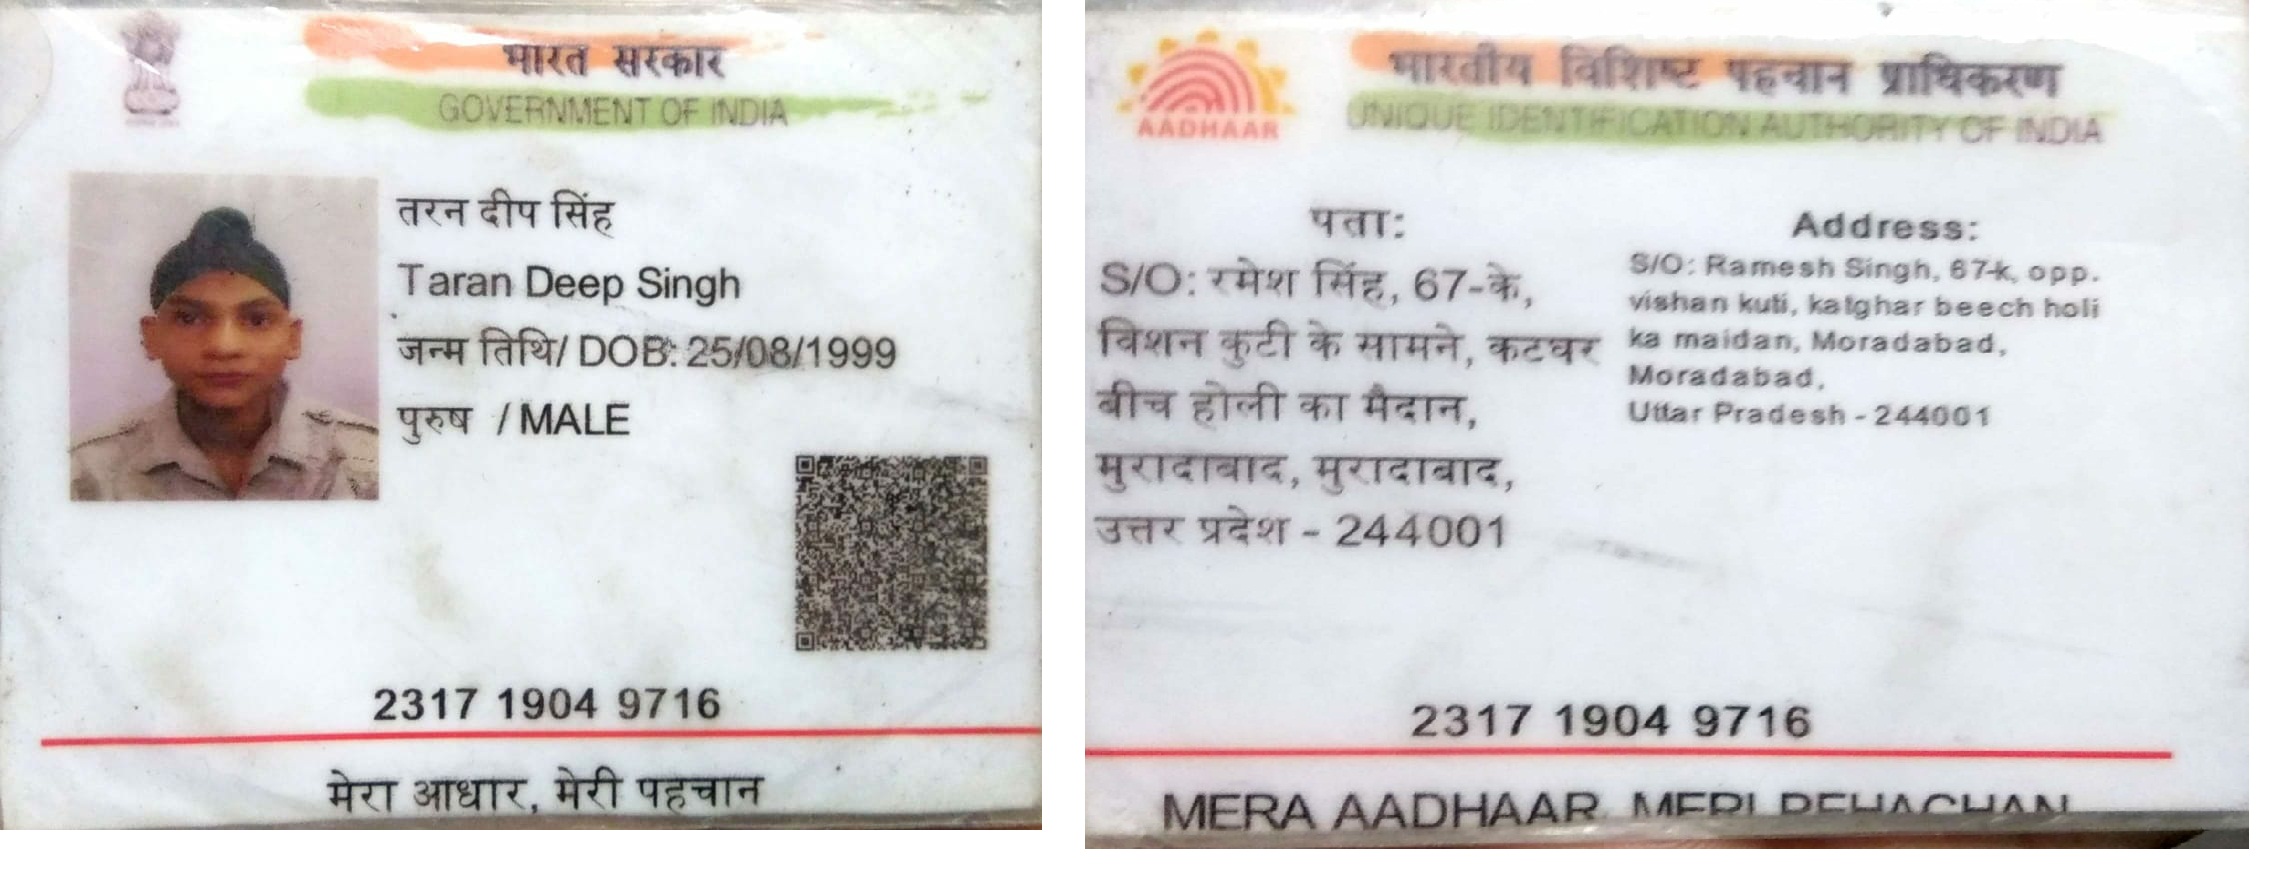 भारत सरकार
GOVERNMENT OF INDIA
तरन दीप सिंह
Taran Deep Singh
जन्म तिथि/ DOB: 25/08/1999
पुरुष / MALE
2317 1904 9716
मेरा आधार, मेरी पहचान
भारतीय विशिष्ट पहचान प्राधिकरण
UNIQUE IDENTIFICATION AUTHORITY OF INDIA
AADHAAR
पता:
S/O: रमेश सिंह, 67-के,
विशन कुटी के सामने, कटघर
बीच होली का मैदान,
मुरादाबाद, मुरादाबाद,
उत्तर प्रदेश - 244001
Address:
S/O: Ramesh Singh, 67-k, opp.
vishan kuti, katghar beech holi
ka maidan, Moradabad,
Moradabad,
Uttar Pradesh - 244001
2317 1904 9716
MERA AADHAAR, MERI PEHACHAN